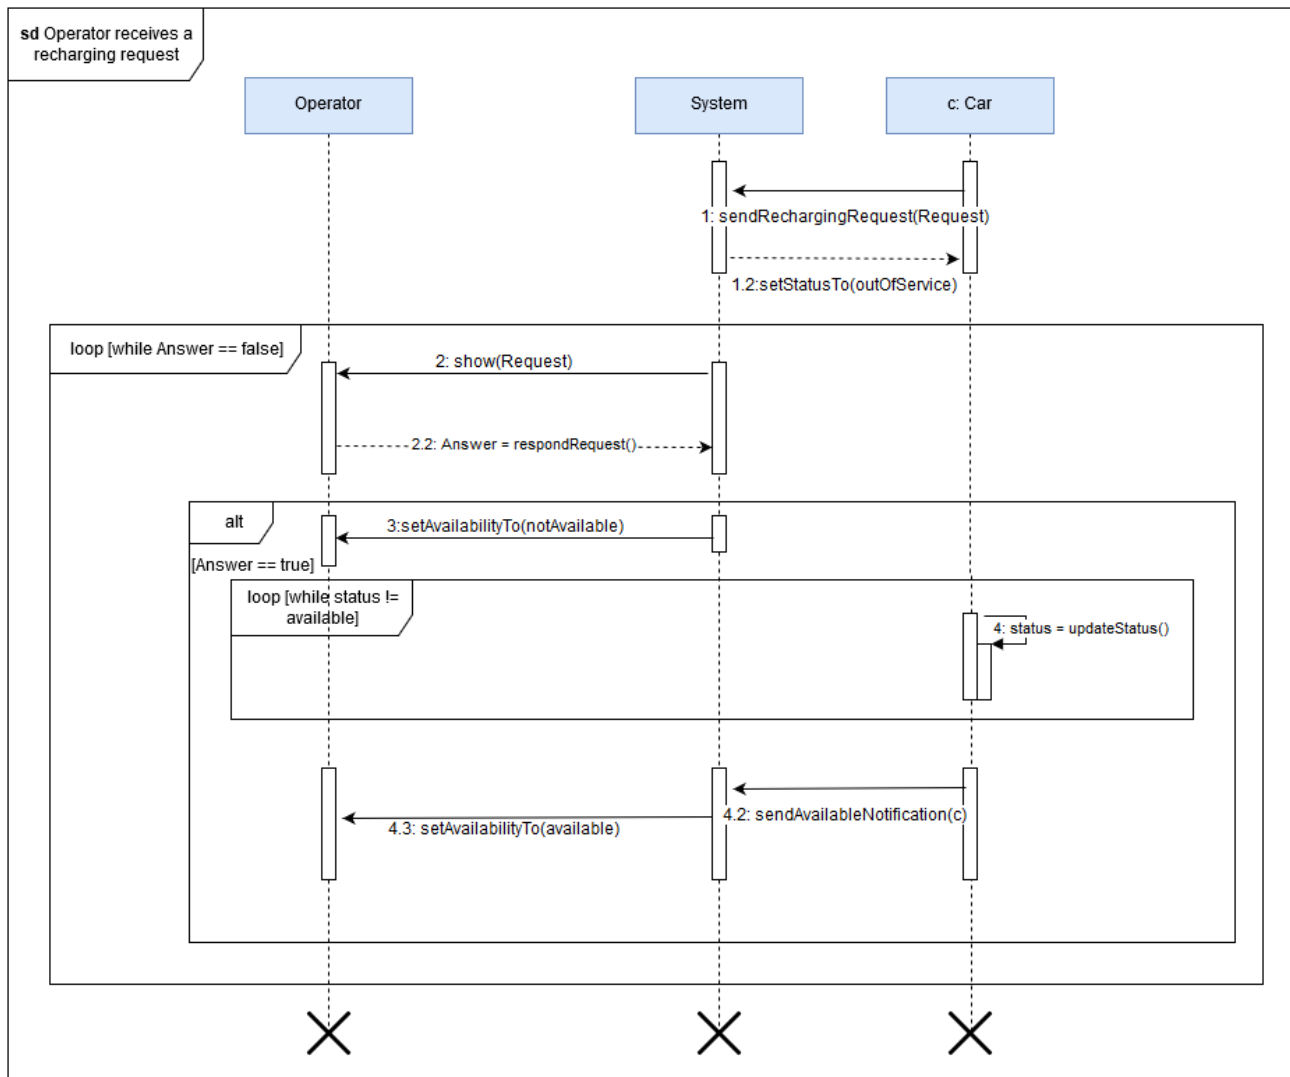 sd Operator receives a
recharging request
Operator
System
c: Car
1: sendRechargingRequest(Request)
1.2:setStatusTo(outOfService)
loop [while Answer == false]
2: show(Request)
2.2: Answer = respondRequest()
alt
3:setAvailabilityTo(notAvailable)
[Answer == true]
loop [while status !=
available]
4: status = updateStatus()
4.2: sendAvailableNotification(c)
4.3: setAvailabilityTo(available)